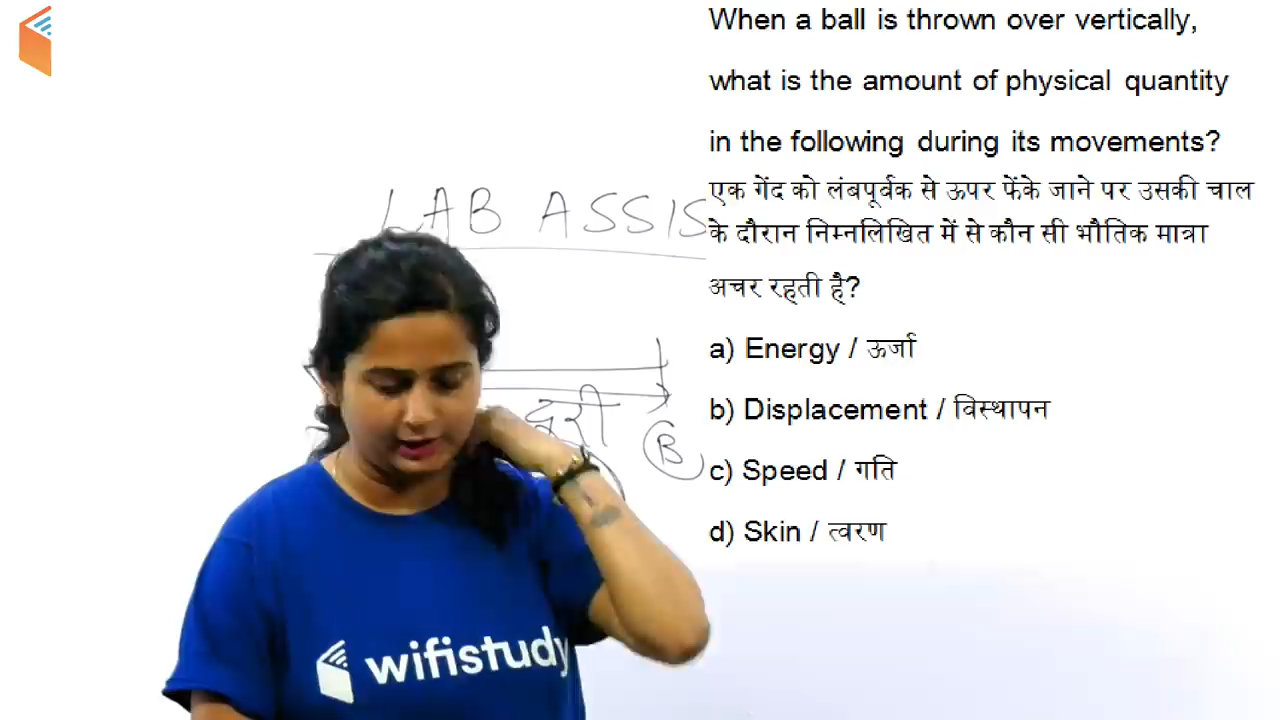 When a ball is thrown over vertically,
what is the amount of physical quantity
in the following during its movements?
एक गेंद को लंबपूर्वक से ऊपर फेंके जाने पर उसकी चाल
के दौरान निम्नलिखित में से कौन सी भौतिक मात्रा
अचर रहती है?
a) Energy / ऊर्जा
b) Displacement / विस्थापन
c) Speed / गति
d) Skin / त्वरण
LAB ASSIS
दूरी
B
wifistudy